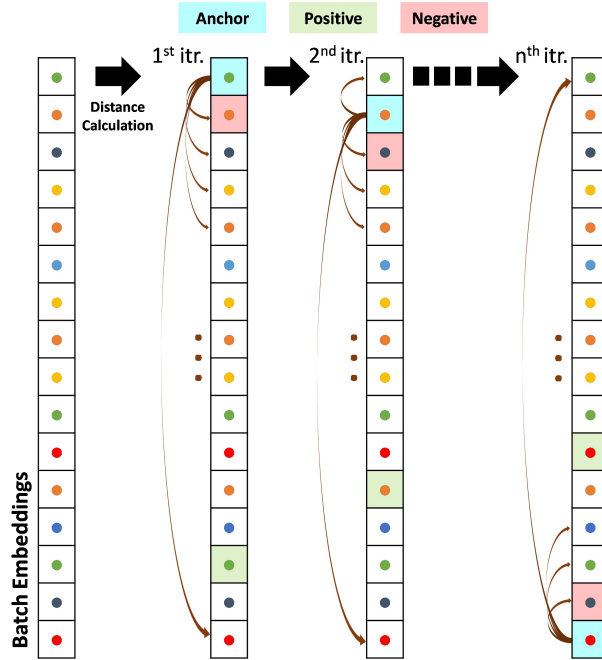 Anchor
Positive
Negative
1st itr.
2nd itr.
nth itr.
Distance
Calculation
Batch Embeddings